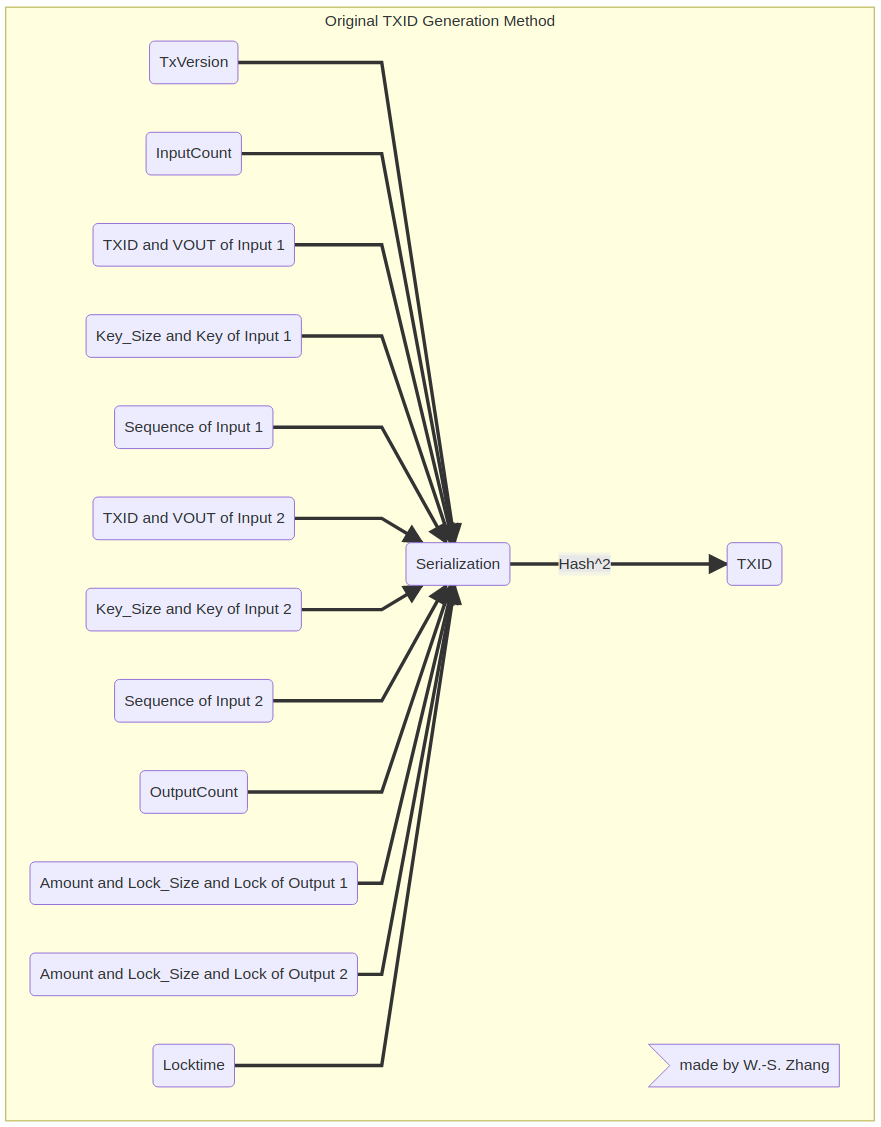 Original TXID Generation Method
TxVersion
InputCount
TXID and VOUT of Input 1
Key_Size and Key of Input 1
Sequence of Input 1
TXID and VOUT of Input 2
Serialization
Hash^2
TXID
Key_Size and Key of Input 2
Sequence of Input 2
OutputCount
Amount and Lock_Size and Lock of Output 1
Amount and Lock_Size and Lock of Output 2
Locktime
made by W.-S. Zhang